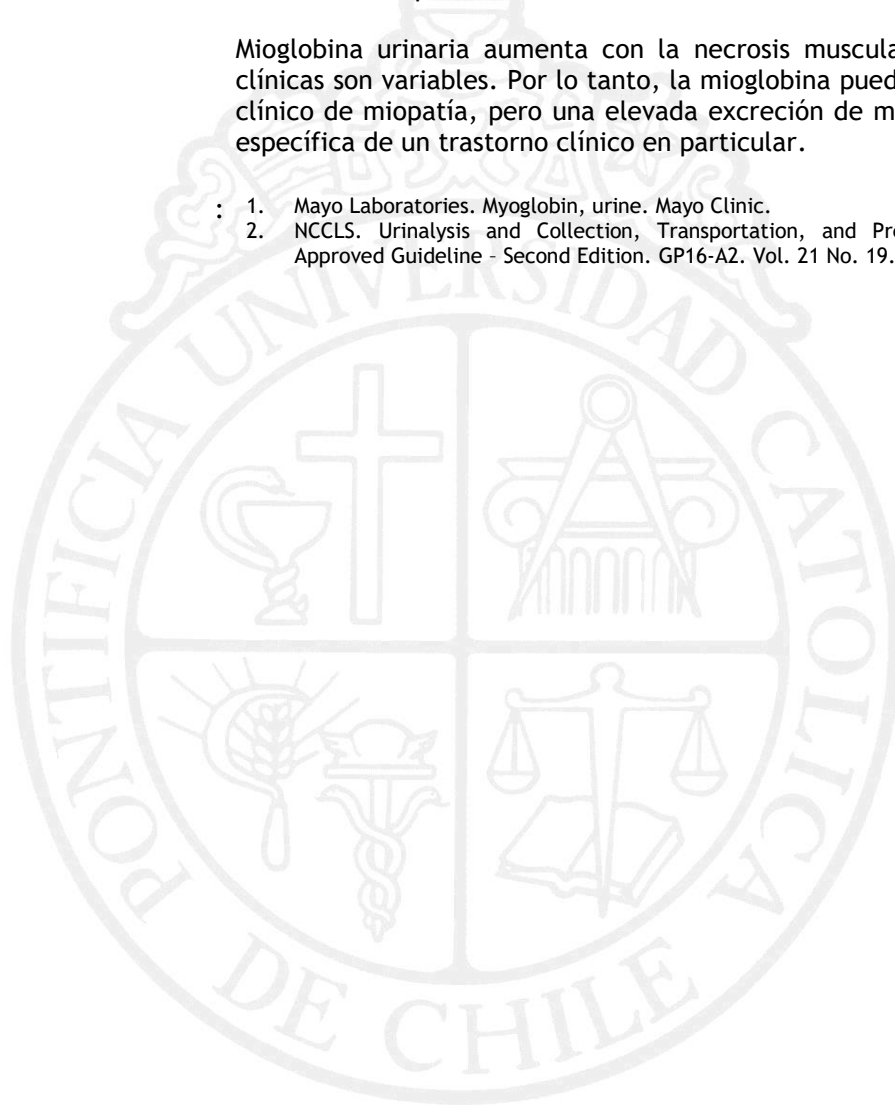 Mioglobina urinaria aumenta con la necrosis muscula
clínicas son variables. Por lo tanto, la mioglobina pued
clínico de miopatía, pero una elevada excreción de m
específica de un trastorno clínico en particular.
: 1. Mayo Laboratories. Myoglobin, urine. Mayo Clinic.
2. NCCLS. Urinalysis and Collection, Transportation, and Pre
Approved Guideline – Second Edition. GP16-A2. Vol. 21 No. 19.
PONTIFICIA UNIVERSIDAD CATOLICA
DE CHILE